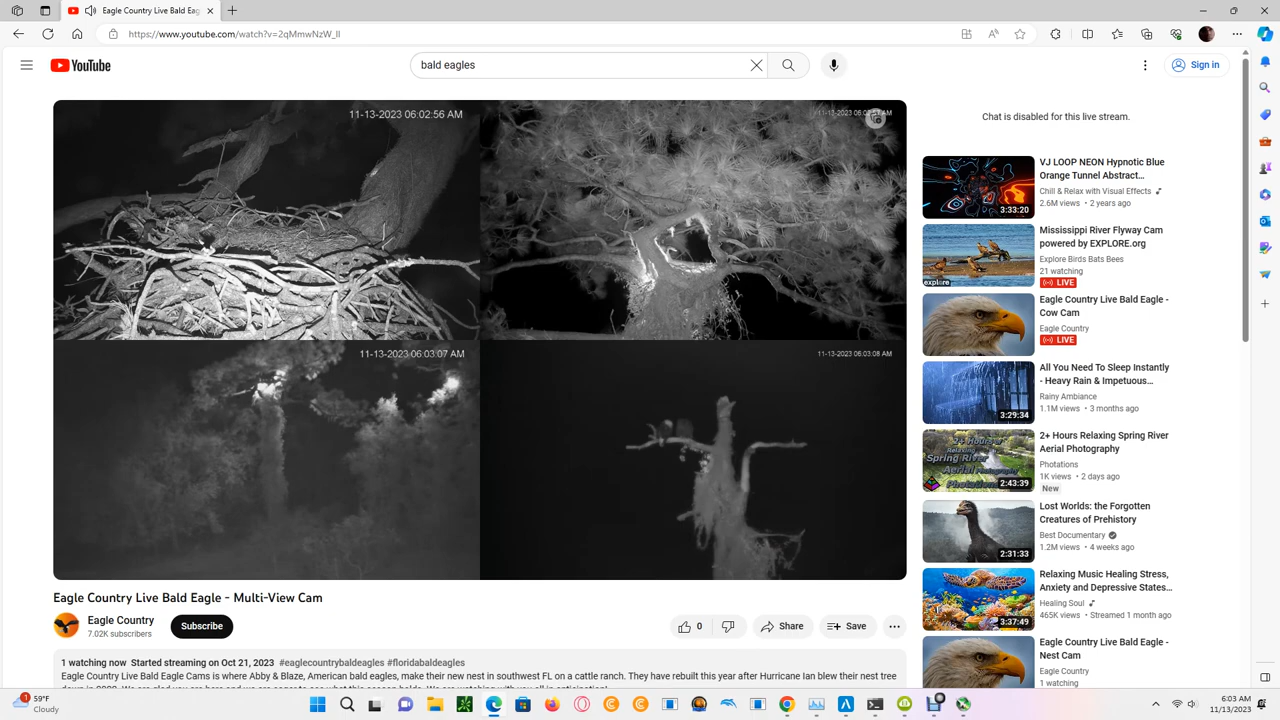 Eagle Country Live Bald Eag
https://www.youtube.com/watch?v=2qMmwNzW_lI
YouTube
bald eagles
Sign in
11-13-2023 06:02:56 AM
11-13-2023 06:03:07 AM
11-13-2023 06:03:08 AM
Chat is disabled for this live stream.
3:33:20
VJ LOOP NEON Hypnotic Blue
Orange Tunnel Abstract...
Chill & Relax with Visual Effects
2.6M views • 2 years ago
explore
Mississippi River Flyway Cam
powered by EXPLORE.org
Explore Birds Bats Bees
21 watching
LIVE
Eagle Country Live Bald Eagle -
Cow Cam
Eagle Country
LIVE
3:29:34
All You Need To Sleep Instantly
- Heavy Rain & Impetuous...
Rainy Ambiance
1.1M views • 3 months ago
2+ Hours
Relaxing
Spring River
Aerial Photography
Photations
2:43:39
2+ Hours Relaxing Spring River
Aerial Photography
Photations
1K views • 2 days ago
New
2:31:33
Lost Worlds: the Forgotten
Creatures of Prehistory
Best Documentary
1.2M views • 4 weeks ago
3:37:49
Relaxing Music Healing Stress,
Anxiety and Depressive States...
Healing Soul
465K views • Streamed 1 month ago
Eagle Country Live Bald Eagle -
Nest Cam
Eagle Country
1 watching
Eagle Country Live Bald Eagle - Multi-View Cam
Eagle Country
7.02K subscribers
Subscribe
0
Share
Save
1 watching now Started streaming on Oct 21, 2023 #eaglecountrybaldeagles #floridabaldeagles
Eagle Country Live Bald Eagle Cams is where Abby & Blaze, American bald eagles, make their new nest in southwest FL on a cattle ranch. They have rebuilt this year after Hurricane Ian blew their nest tree
1
59°F
Cloudy
6:03 AM
11/13/2023